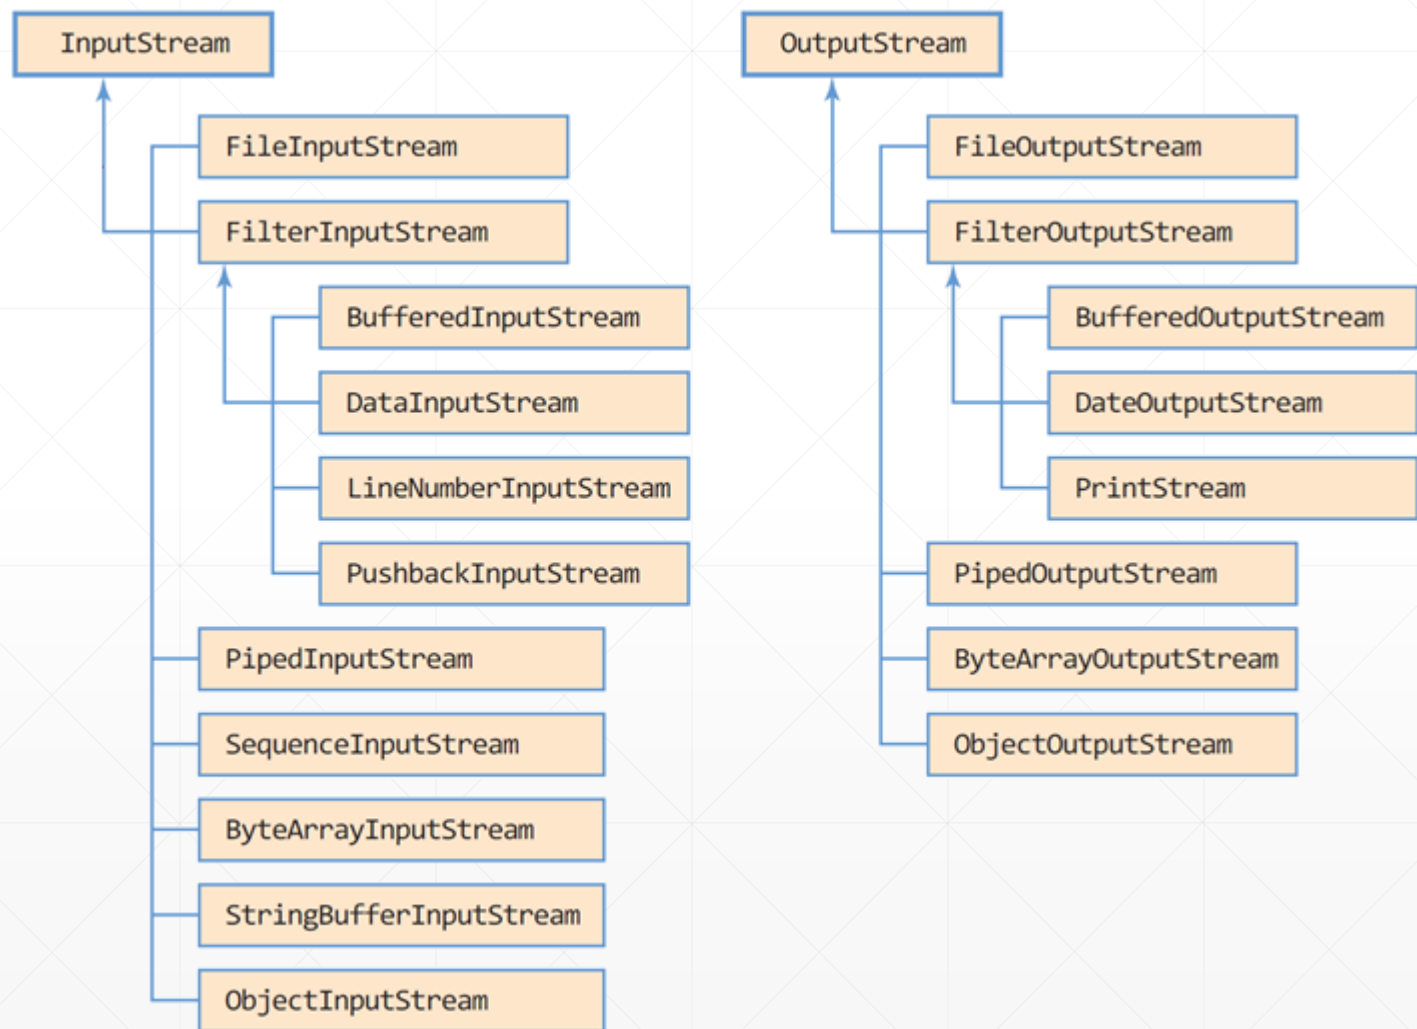 InputStream
FileInputStream
FilterInputStream
BufferedInputStream
DataInputStream
LineNumberInputStream
PushbackInputStream
PipedInputStream
SequenceInputStream
ByteArrayInputStream
StringBufferInputStream
ObjectInputStream
OutputStream
FileOutputStream
FilterOutputStream
BufferedOutputStream
DateOutputStream
PrintStream
PipedOutputStream
ByteArrayOutputStream
ObjectOutputStream